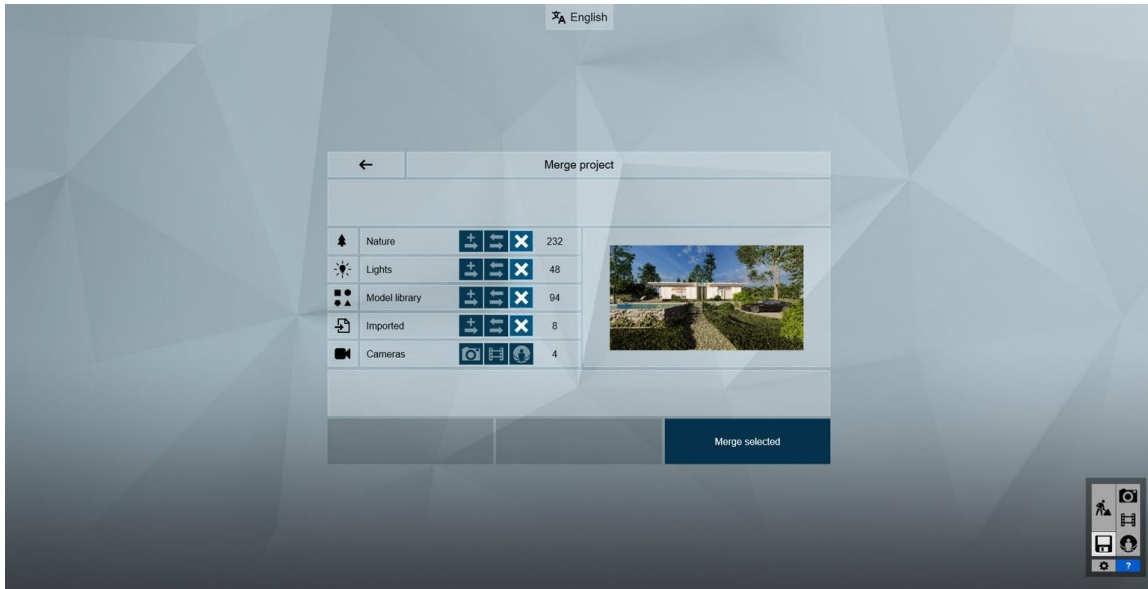 English
Merge project
Nature 232
Lights 48
Model library 94
Imported 8
Cameras 4
Merge selected
?